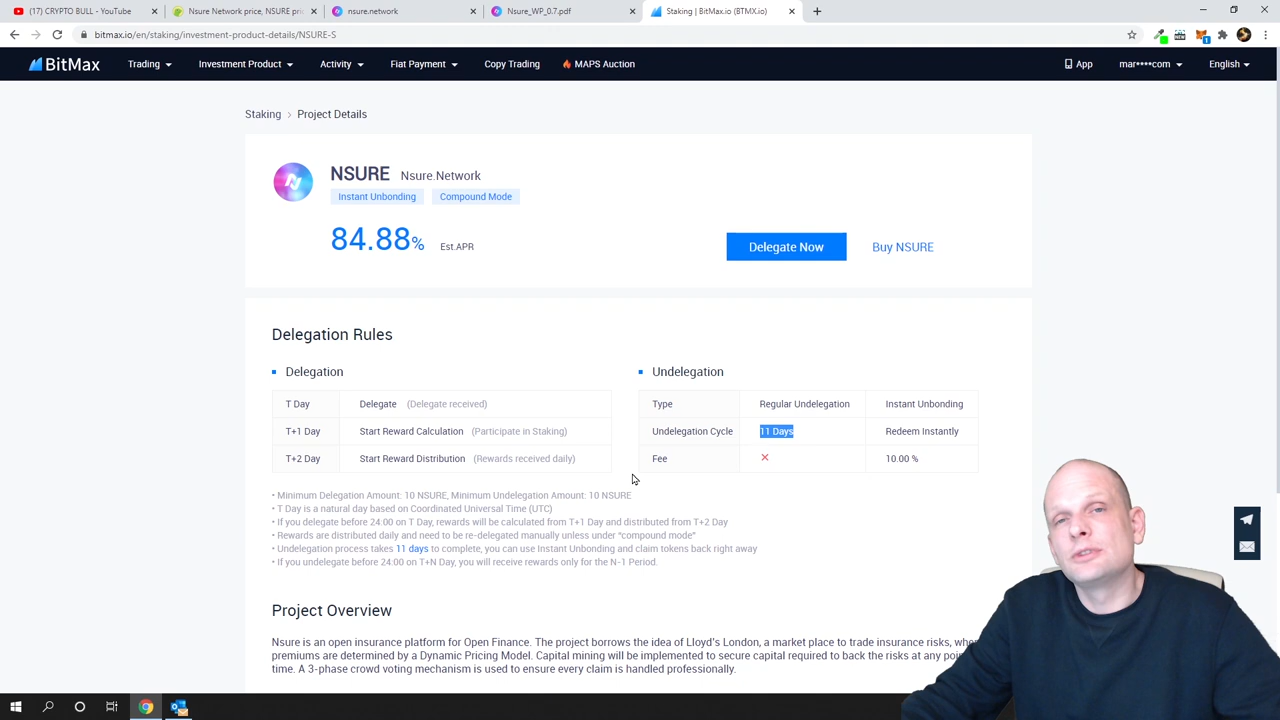 (17) CRYPTO BULL - YouTube
Nsure Network price, NSURE pri
nsure.network
Nsure_WP_0.7.pdf
Staking | BitMax.io (BTMX.io)
bitmax.io/en/staking/investment-product-details/NSURE-S
BitMax Trading Investment Product Activity Fiat Payment Copy Trading MAPS Auction App mar****com English
Staking > Project Details
NSURE Nsure.Network
Instant Unbonding Compound Mode
84.88% Est.APR
Delegate Now Buy NSURE
Delegation Rules
Delegation
T Day Delegate (Delegate received)
T+1 Day Start Reward Calculation (Participate in Staking)
T+2 Day Start Reward Distribution (Rewards received daily)
Undelegation
Type Regular Undelegation Instant Unbonding
Undelegation Cycle 11 Days Redeem Instantly
Fee 10.00 %
• Minimum Delegation Amount: 10 NSURE, Minimum Undelegation Amount: 10 NSURE
• T Day is a natural day based on Coordinated Universal Time (UTC)
• If you delegate before 24:00 on T Day, rewards will be calculated from T+1 Day and distributed from T+2 Day
• Rewards are distributed daily and need to be re-delegated manually unless under "compound mode"
• Undelegation process takes 11 days to complete, you can use Instant Unbonding and claim tokens back right away
• If you undelegate before 24:00 on T+N Day, you will receive rewards only for the N-1 Period.
Project Overview
Nsure is an open insurance platform for Open Finance. The project borrows the idea of Lloyd's London, a market place to trade insurance risks, whe
premiums are determined by a Dynamic Pricing Model. Capital mining will be implemented to secure capital required to back the risks at any poi
time. A 3-phase crowd voting mechanism is used to ensure every claim is handled professionally.